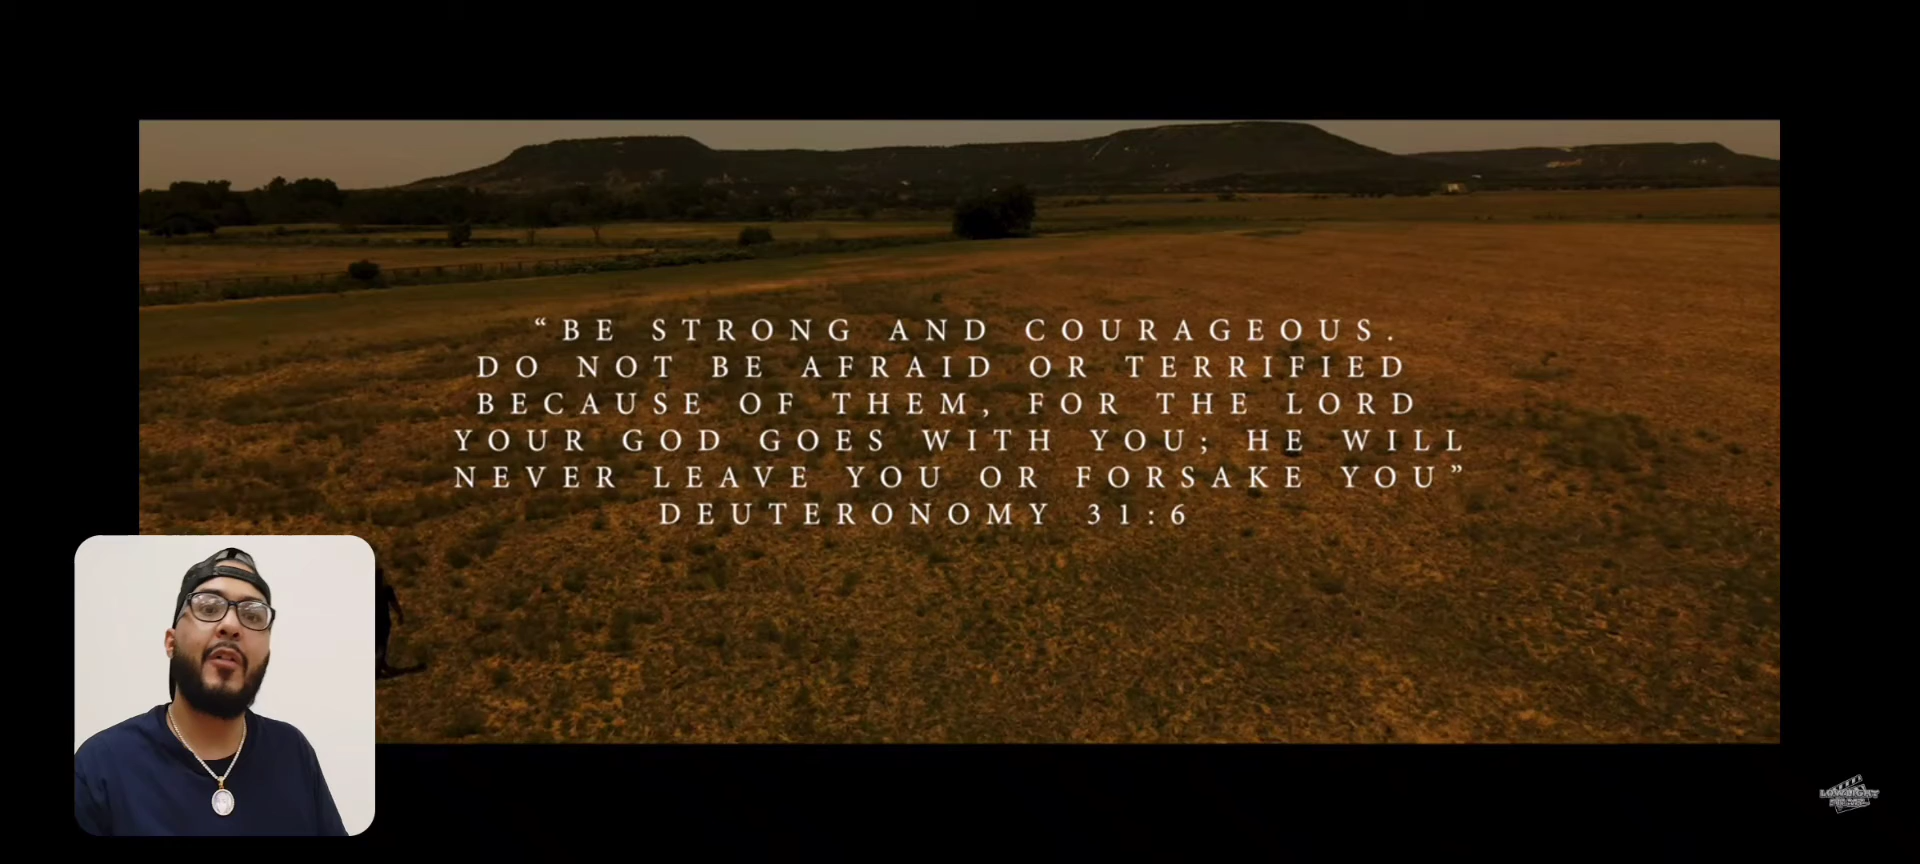 “BE STRONG AND COURAGEOUS.
DO NOT BE AFRAID OR TERRIFIED
BECAUSE OF THEM, FOR THE LORD
YOUR GOD GOES WITH YOU; HE WILL
NEVER LEAVE YOU OR FORSAKE YOU”
DEUTERONOMY 31:6